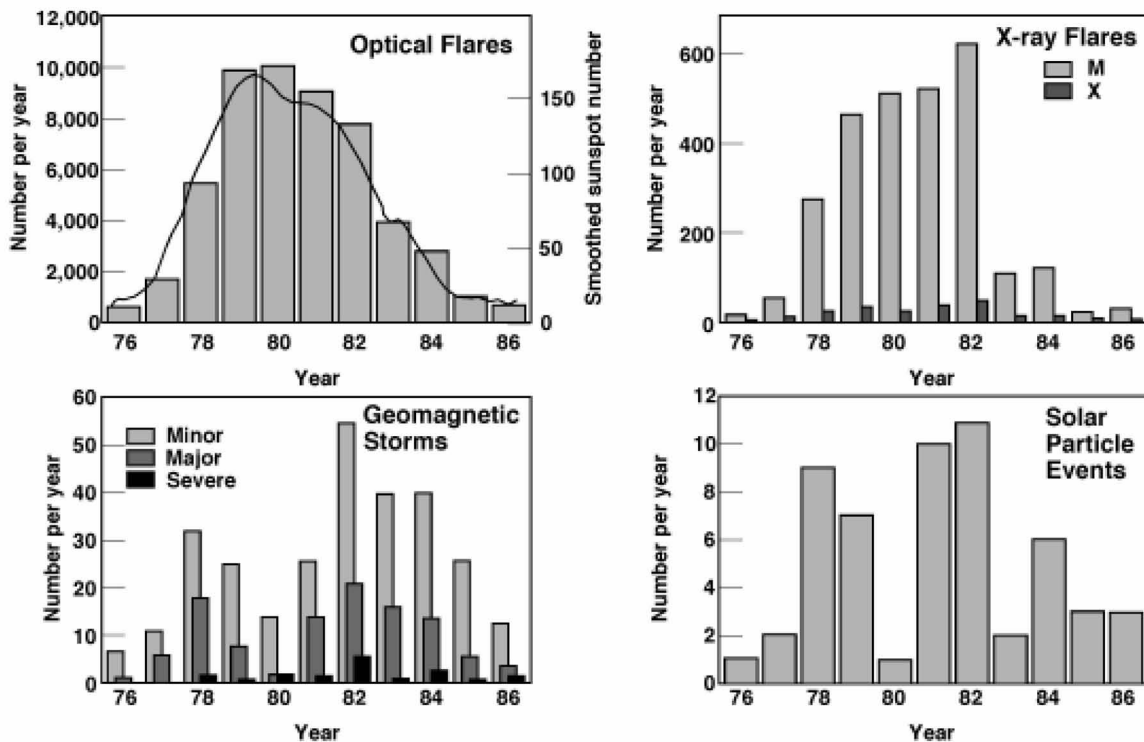 Optical Flares
Number per year
12,000
10,000
8,000
6,000
4,000
2,000
0
Smoothed sunspot number
150
100
50
0
76 78 80 82 84 86
Year
X-ray Flares
M
X
Number per year
600
400
200
0
76 78 80 82 84 86
Year
Geomagnetic
Storms
Minor
Major
Severe
Number per year
60
50
40
30
20
10
0
76 78 80 82 84 86
Year
Solar
Particle
Events
Number per year
12
10
8
6
4
2
0
76 78 80 82 84 86
Year